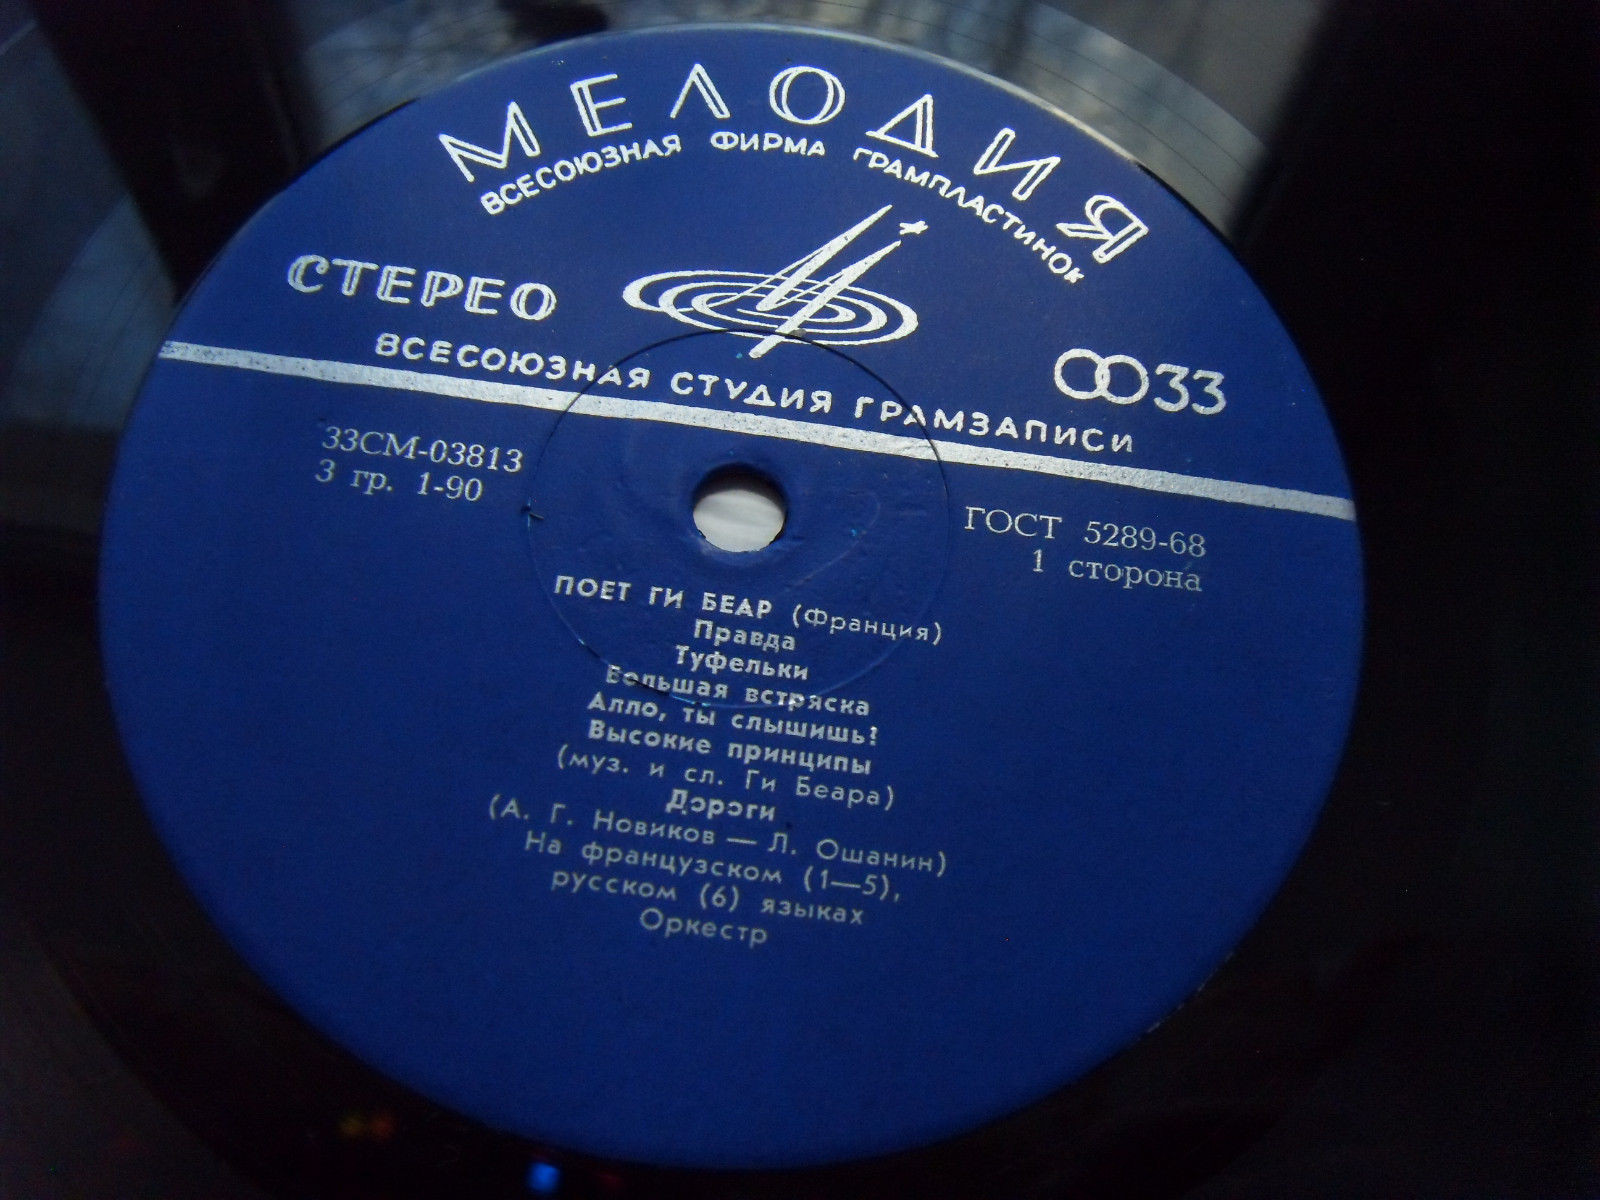 МЕЛОДИЯ
ВСЕСОЮЗНАЯ ФИРМА ГРАМПЛАСТИНОК
СТЕРЕО
33
ВСЕСОЮЗНАЯ СТУДИЯ ГРАМЗАПИСИ
33СМ-03813
3 гр. 1-90
ГОСТ 5289-68
1 сторона
ПОЕТ ГИ БЕАР (Франция)
Правда
Туфельки
Большая встряска
Алло, ты слышишь!
Высокие принципы
(муз. и сл. Ги Беара)
Дороги
(А. Г. Новиков — Л. Ошанин)
На французском (1—5),
русском (6) языках
Оркестр